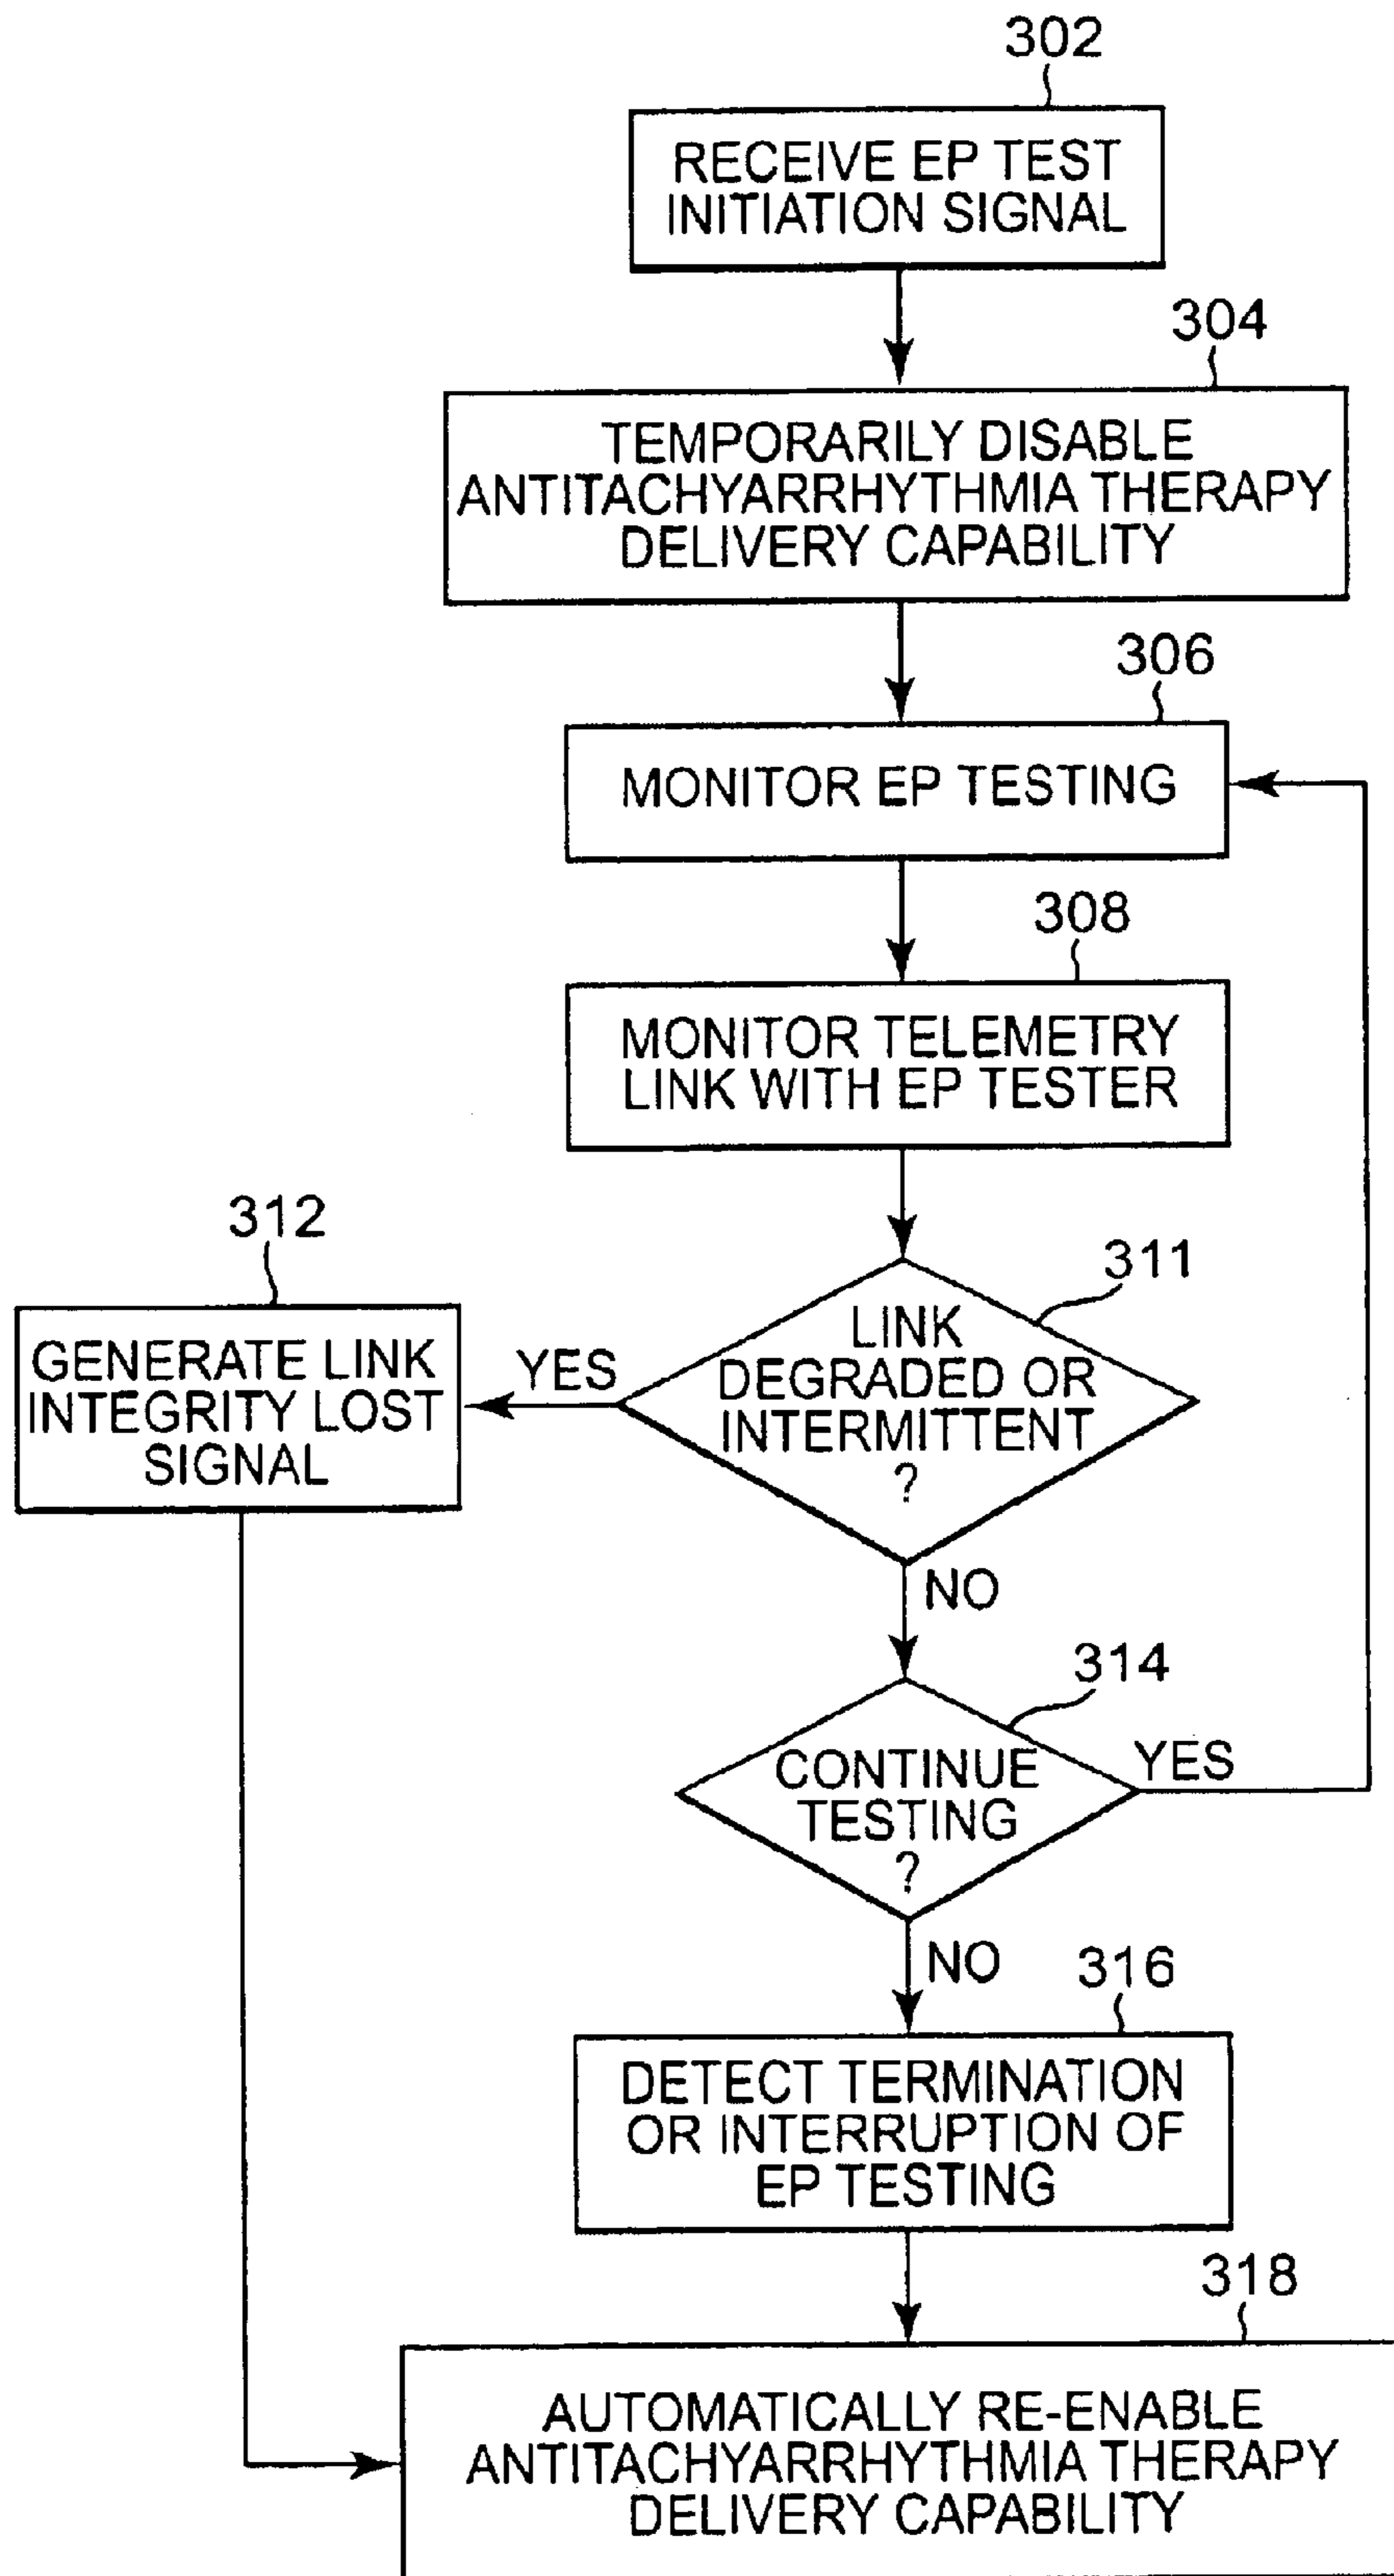 302
RECEIVE EP TEST
INITIATION SIGNAL
304
TEMPORARILY DISABLE
ANTITACHYARRHYTHMIA THERAPY
DELIVERY CAPABILITY
306
MONITOR EP TESTING
308
MONITOR TELEMETRY
LINK WITH EP TESTER
311
LINK
DEGRADED OR
INTERMITTENT
?
YES
312
GENERATE LINK
INTEGRITY LOST
SIGNAL
NO
314
CONTINUE
TESTING
?
YES
NO
316
DETECT TERMINATION
OR INTERRUPTION OF
EP TESTING
318
AUTOMATICALLY RE-ENABLE
ANTITACHYARRHYTHMIA THERAPY
DELIVERY CAPABILITY